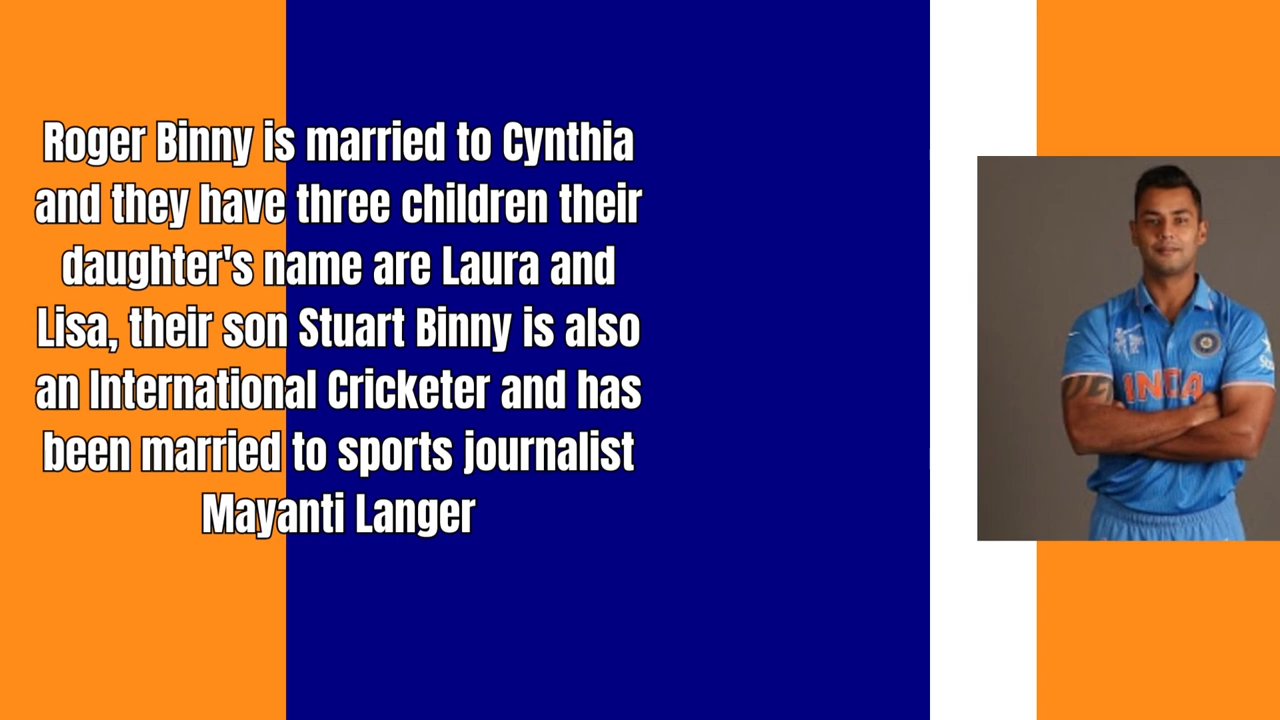 Roger Binny is married to Cynthia
and they have three children their
daughter's name are Laura and
Lisa, their son Stuart Binny is also
an International Cricketer and has
been married to sports journalist
Mayanti Langer